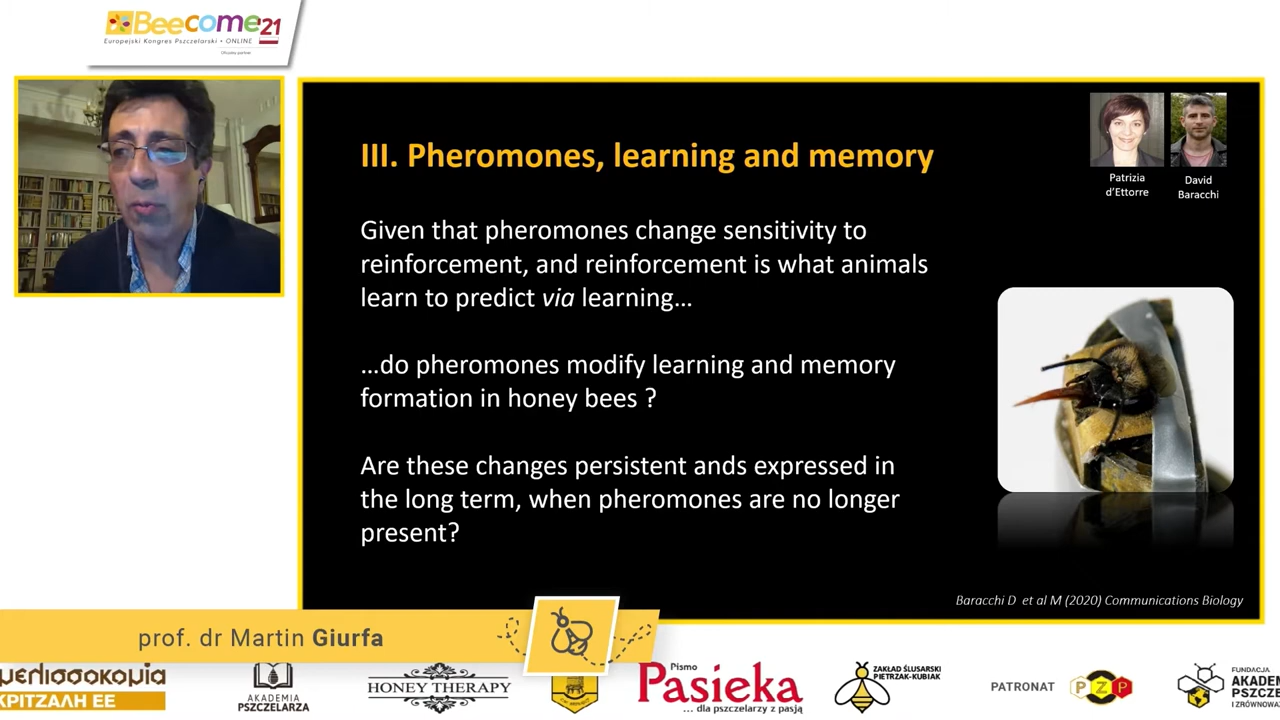 Beecome'21
Europejski Kongres Pszczelarski • ONLINE
III. Pheromones, learning and memory
Patrizia
d'Ettorre
David
Baracchi
Given that pheromones change sensitivity to
reinforcement, and reinforcement is what animals
learn to predict via learning...
...do pheromones modify learning and memory
formation in honey bees ?
Are these changes persistent ands expressed in
the long term, when pheromones are no longer
present?
Baracchi D et al M (2020) Communications Biology
prof. dr Martin Giurfa
μελισσοκομία
ΚΡΙΤΖΑΛΗ ΕΕ
AKADEMIA
PSZCZELARZA
HONEY THERAPY
Pismo
Pasieka
... dla pszczelarzy z pasją
ZAKŁAD ŚLUSARSKI
PIETRZAK-KUBIAK
PATRONAT
PZP
FUNDACJA
AKADE
PSZCZE
I ZRÓWNOWA